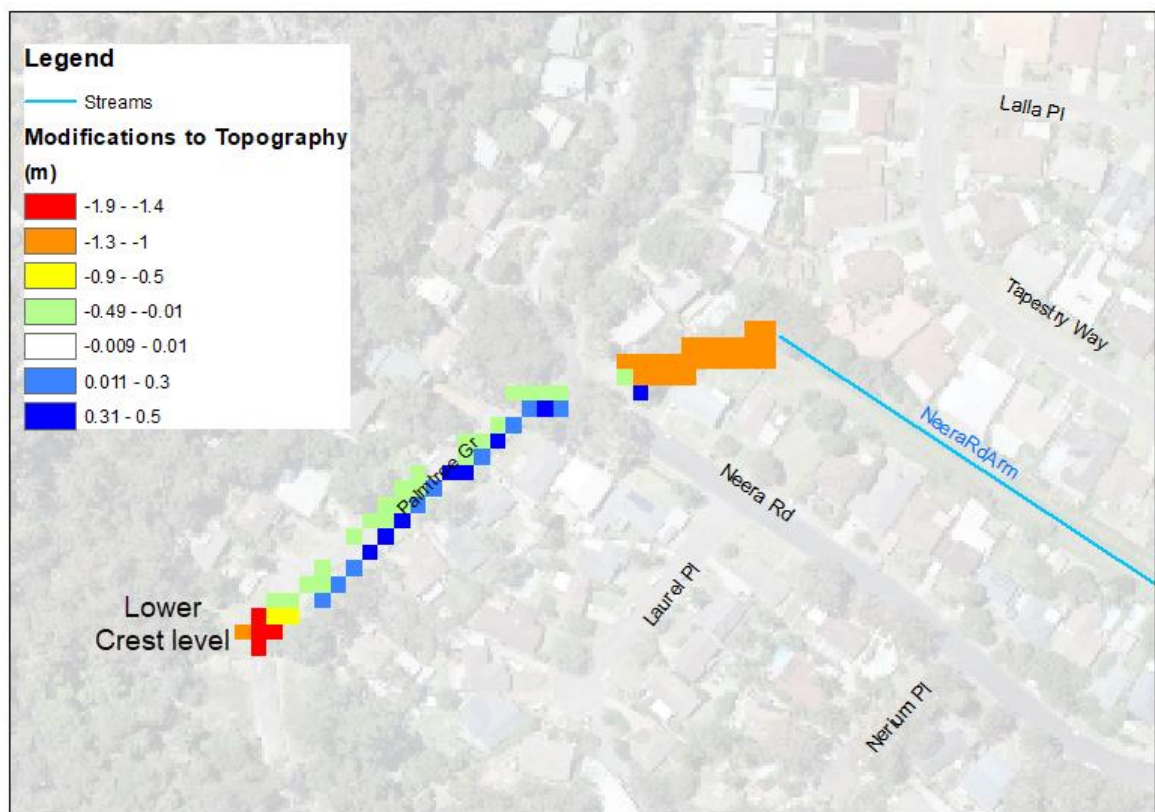 Legend
Streams
Modifications to Topography
(m)
-1.9 - -1.4
-1.3 - -1
-0.9 - -0.5
-0.49 - -0.01
-0.009 - 0.01
0.011 - 0.3
0.31 - 0.5
Lalla Pl
Tapestry Way
NeeraRdArm
Palmtree Gr
Neera Rd
Laurel Pl
Lower
Crest level
Nerium Pl